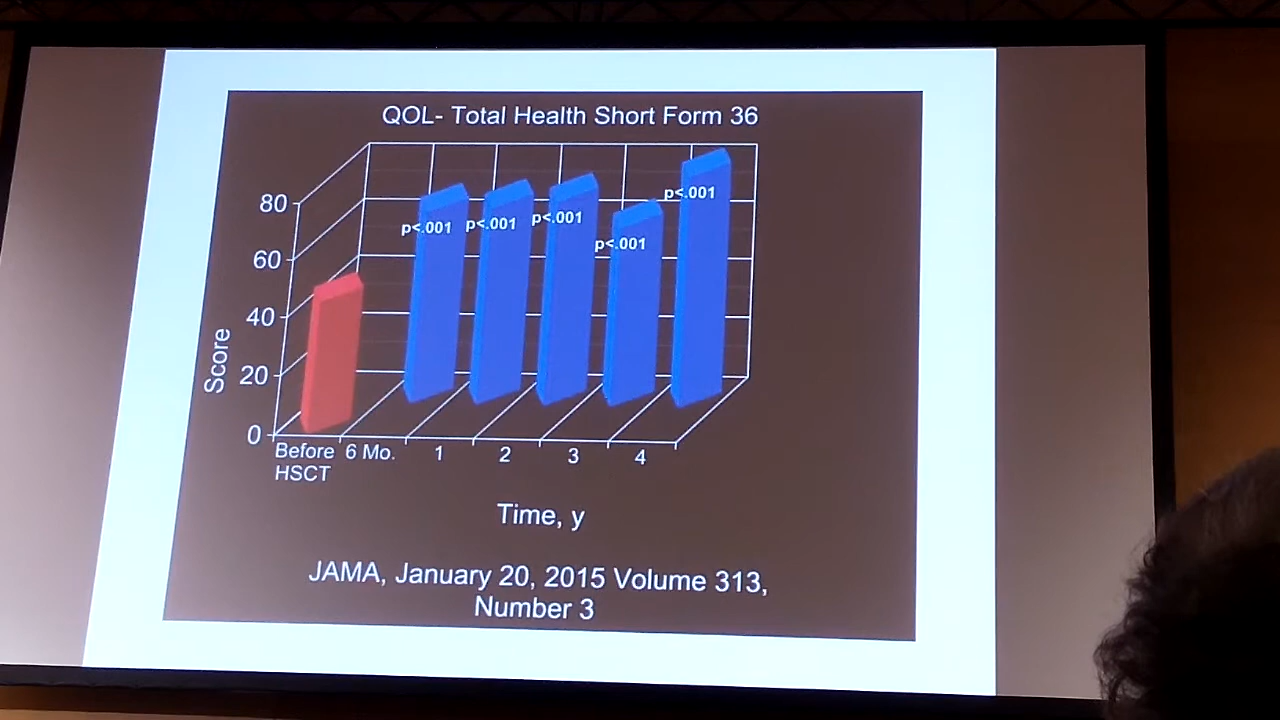 QOL- Total Health Short Form 36
80
60
40
20
0
Score
p<.001
p<.001
p<.001
p<.001
p<.001
Before 6 Mo. 1 2 3 4
HSCT
Time, y
JAMA, January 20, 2015 Volume 313,
Number 3